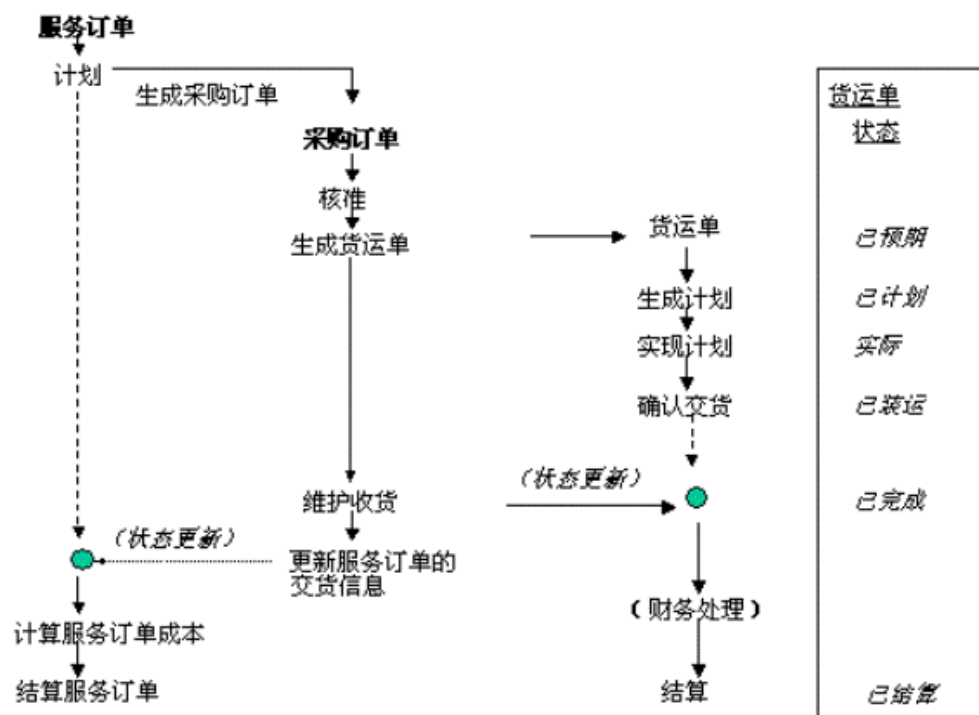 服务订单
计划
生成采购订单
货运单
状态
采购订单
核准
生成货运单
货运单
已预期
生成计划
已计划
实现计划
实际
确认交货
已装运
(状态更新)
维护收货
已完成
(状态更新)
更新服务订单的
交货信息
(财务处理)
计算服务订单成本
结算服务订单
结算
已结算